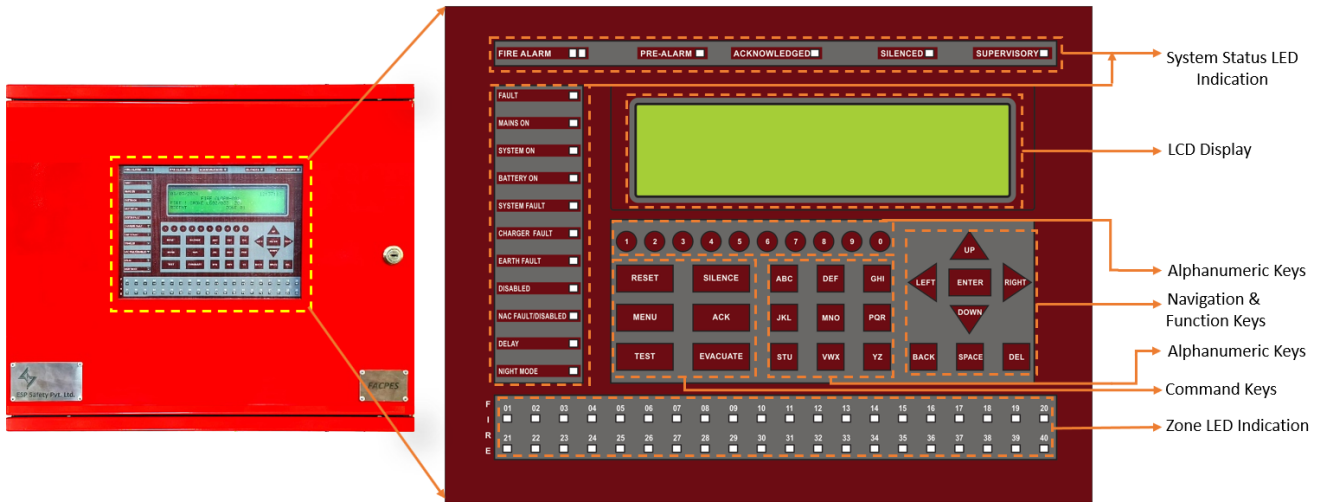 FIRE ALARM
PRE-ALARM
ACKNOWLEDGED
SILENCED
SUPERVISORY
System Status LED
Indication
FAULT
MAINS ON
SYSTEM ON
BATTERY ON
SYSTEM FAULT
CHARGER FAULT
EARTH FAULT
DISABLED
NAC FAULT/DISABLED
DELAY
NIGHT MODE
LCD Display
1 2 3 4 5 6 7 8 9 0
Alphanumeric Keys
RESET SILENCE
MENU ACK
TEST EVACUATE
ABC DEF GHI
JKL MNO PQR
STU VWX YZ
UP
LEFT ENTER RIGHT
DOWN
BACK SPACE DEL
Navigation &
Function Keys
Alphanumeric Keys
Command Keys
FIRE
01 02 03 04 05 06 07 08 09 10 11 12 13 14 15 16 17 18 19 20
21 22 23 24 25 26 27 28 29 30 31 32 33 34 35 36 37 38 39 40
Zone LED Indication
ESP Safety Pvt. Ltd.
FACPES